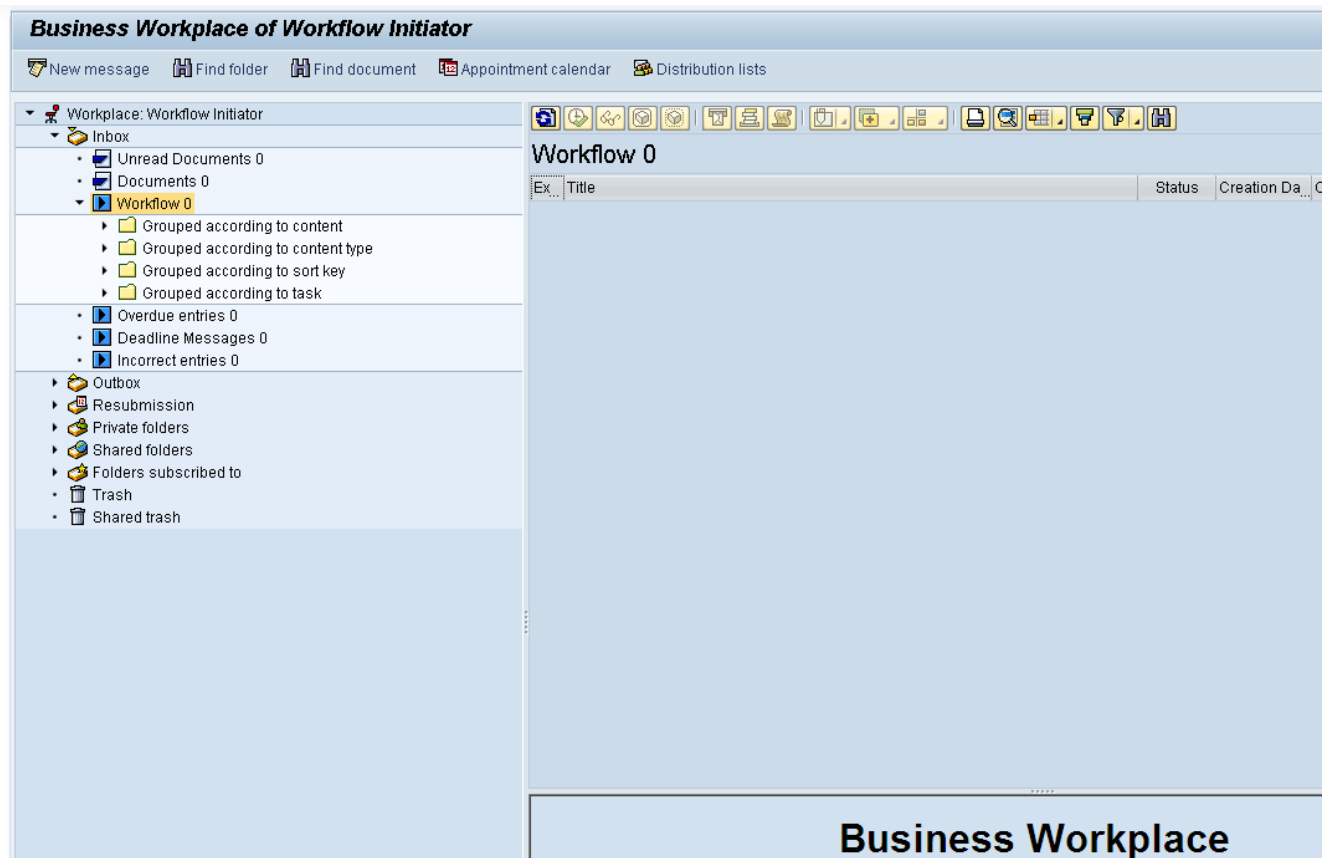 Business Workplace of Workflow Initiator
New message Find folder Find document Appointment calendar Distribution lists
Workplace: Workflow Initiator
Inbox
Unread Documents 0
Documents 0
Workflow 0
Grouped according to content
Grouped according to content type
Grouped according to sort key
Grouped according to task
Overdue entries 0
Deadline Messages 0
Incorrect entries 0
Outbox
Resubmission
Private folders
Shared folders
Folders subscribed to
Trash
Shared trash
Workflow 0
Ex... Title Status Creation Da...
Business Workplace